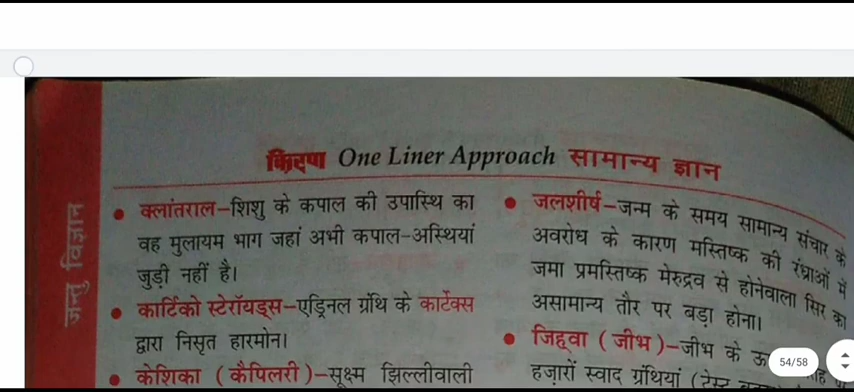 किरण One Liner Approach सामान्य ज्ञान
जन्तु विज्ञान
• क्लांतराल–शिशु के कपाल की उपास्थि का
वह मुलायम भाग जहां अभी कपाल-अस्थियां
जुड़ी नहीं है।
• कार्टिको स्टेरॉयड्स–एड्रिनल ग्रंथि के कार्टेक्स
द्वारा निसृत हारमोन।
• केशिका (कैपिलरी)–सूक्ष्म झिल्लीवाली
• जलशीर्ष–जन्म के समय सामान्य संचार के
अवरोध के कारण मस्तिष्क की रंध्राओं में
जमा प्रमस्तिष्क मेरुद्रव से होनेवाला सिर का
असामान्य तौर पर बड़ा होना।
• जिह्वा (जीभ)–जीभ के
हज़ारों स्वाद ग्रंथियां
54/58